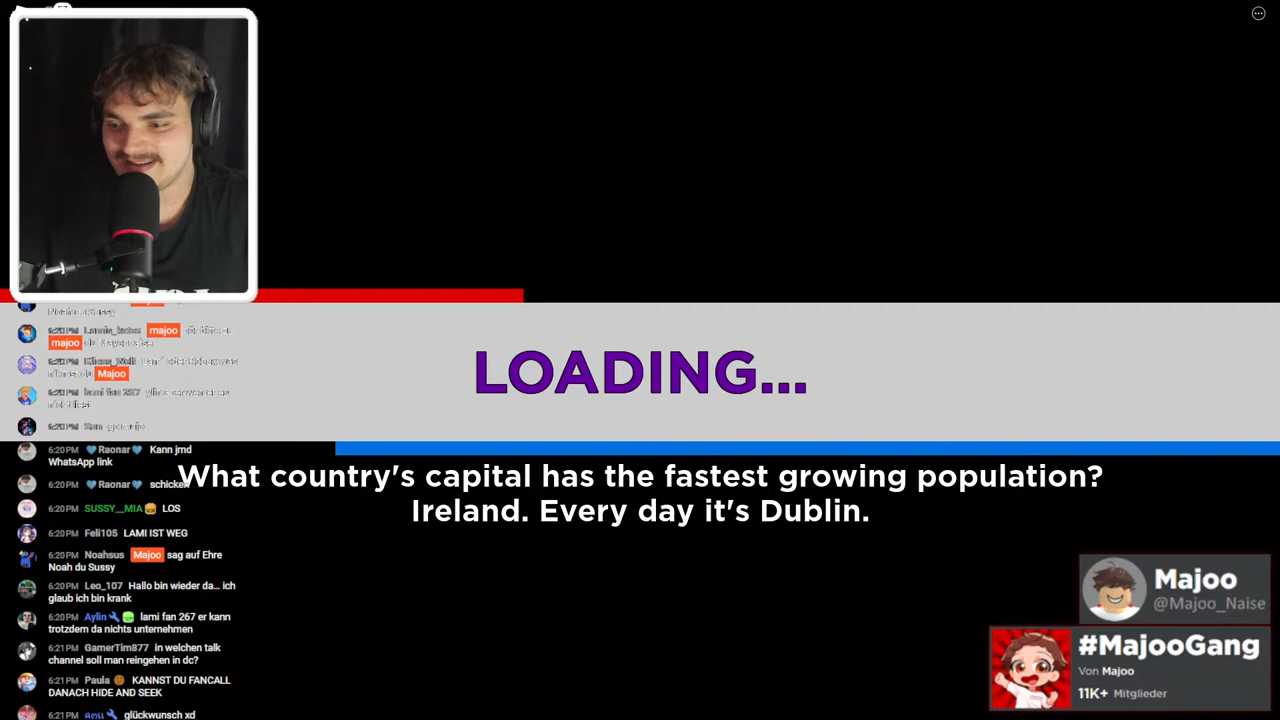 majoo
majoo
Majoo
6:20PM 💙Raonar💙 Kann jmd
WhatsApp link
6:20PM 💙Raonar💙 schicken
6:20PM SUSSY__MIA🍔 LOS
6:20PM Feli105 LAMI IST WEG
6:20PM Noahsus Majoo sag auf Ehre
Noah du Sussy
6:20PM Leo_107 Hallo bin wieder da... ich
glaub ich bin krank
6:20PM Aylin🔧 lami fan 267 er kann
trotzdem da nichts unternehmen
6:21PM GamerTim877 in welchen talk
channel soll man reingehen in dc?
6:21PM Paula KANNST DU FANCALL
DANACH HIDE AND SEEK
6:21PM glückwunsch xd
LOADING...
What country's capital has the fastest growing population?
Ireland. Every day it's Dublin.
Majoo
@Majoo_Naise
#MajooGang
Von Majoo
11K+ Mitglieder